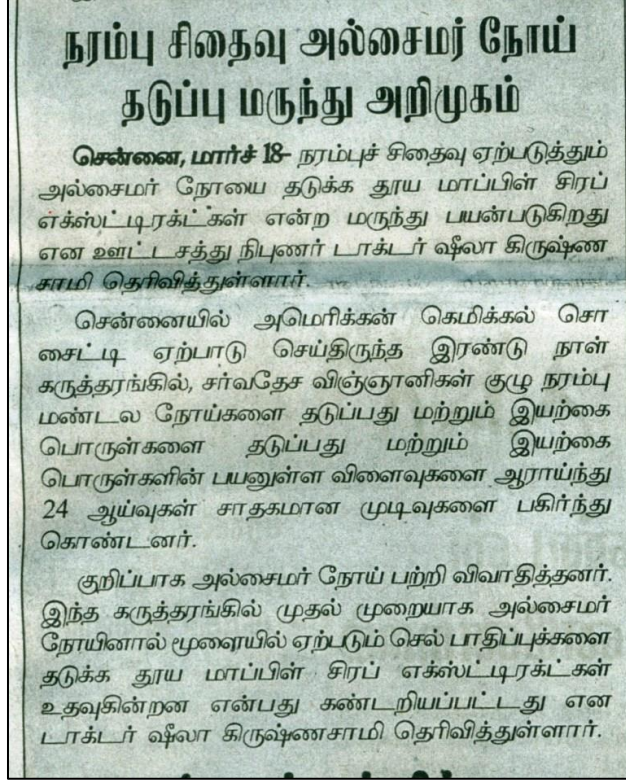 நரம்பு சிதைவு அல்சைமர் நோய்
தடுப்பு மருந்து அறிமுகம்
சென்னை, மார்ச் 18- நரம்புச் சிதைவு ஏற்படுத்தும்
அல்சைமர் நோயை தடுக்க தூய மாப்பிள் சிரப்
எக்ஸ்ட்டிரக்ட்கள் என்ற மருந்து பயன்படுகிறது
என ஊட்டசத்து நிபுணர் டாக்டர் ஷீலா கிருஷ்ண
சாமி தெரிவித்துள்ளார்.
சென்னையில் அமெரிக்கன் கெமிக்கல் சொ
சைட்டி ஏற்பாடு செய்திருந்த இரண்டு நாள்
கருத்தரங்கில், சர்வதேச விஞ்ஞானிகள் குழு நரம்பு
மண்டல நோய்களை தடுப்பது மற்றும் இயற்கை
பொருள்களை தடுப்பது மற்றும் இயற்கை
பொருள்களின் பயனுள்ள விளைவுகளை ஆராய்ந்து
24 ஆய்வுகள் சாதகமான முடிவுகளை பகிர்ந்து
கொண்டனர்.
குறிப்பாக அல்சைமர் நோய் பற்றி விவாதித்தனர்.
இந்த கருத்தரங்கில் முதல் முறையாக அல்சைமர்
நோயினால் மூளையில் ஏற்படும் செல் பாதிப்புக்களை
தடுக்க தூய மாப்பிள் சிரப் எக்ஸ்ட்டிரக்ட்கள்
உதவுகின்றன என்பது கண்டறியப்பட்டது என
டாக்டர் ஷீலா கிருஷ்ணசாமி தெரிவித்துள்ளார்.